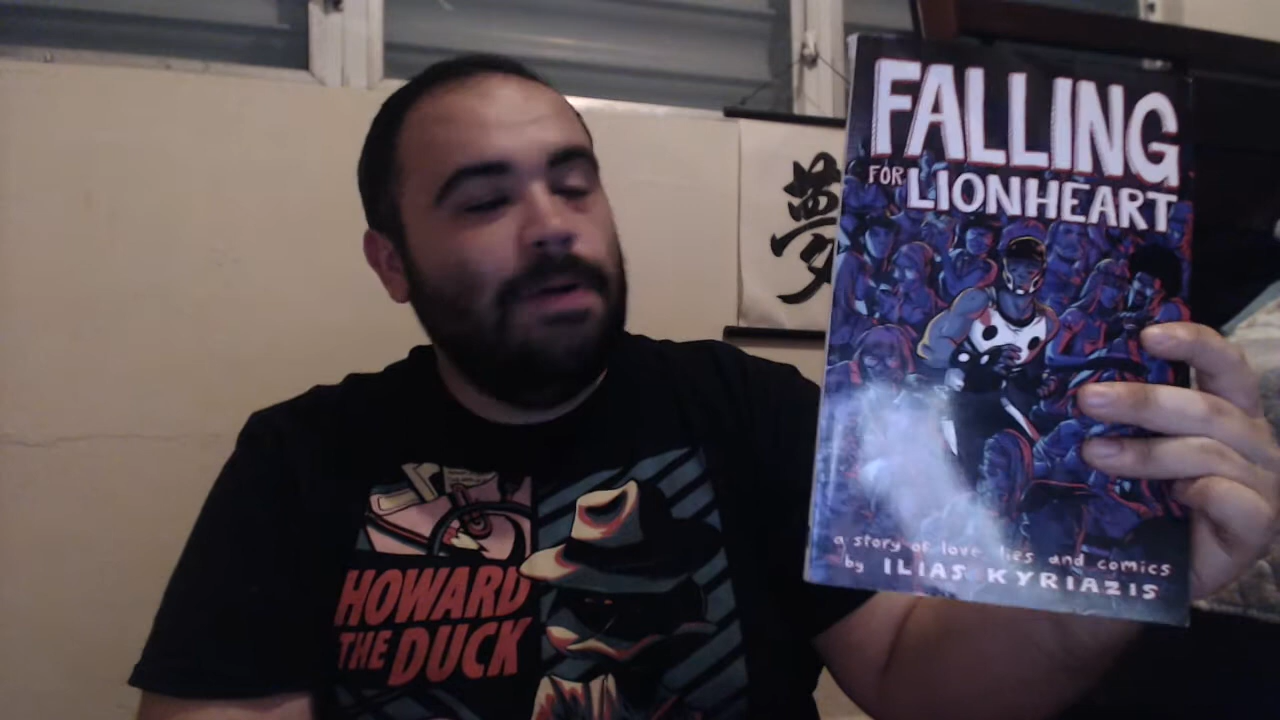 FALLING
FOR LIONHEART
a story of love lies and comics
by ILIAS KYRIAZIS
夢
HOWARD
THE DUCK